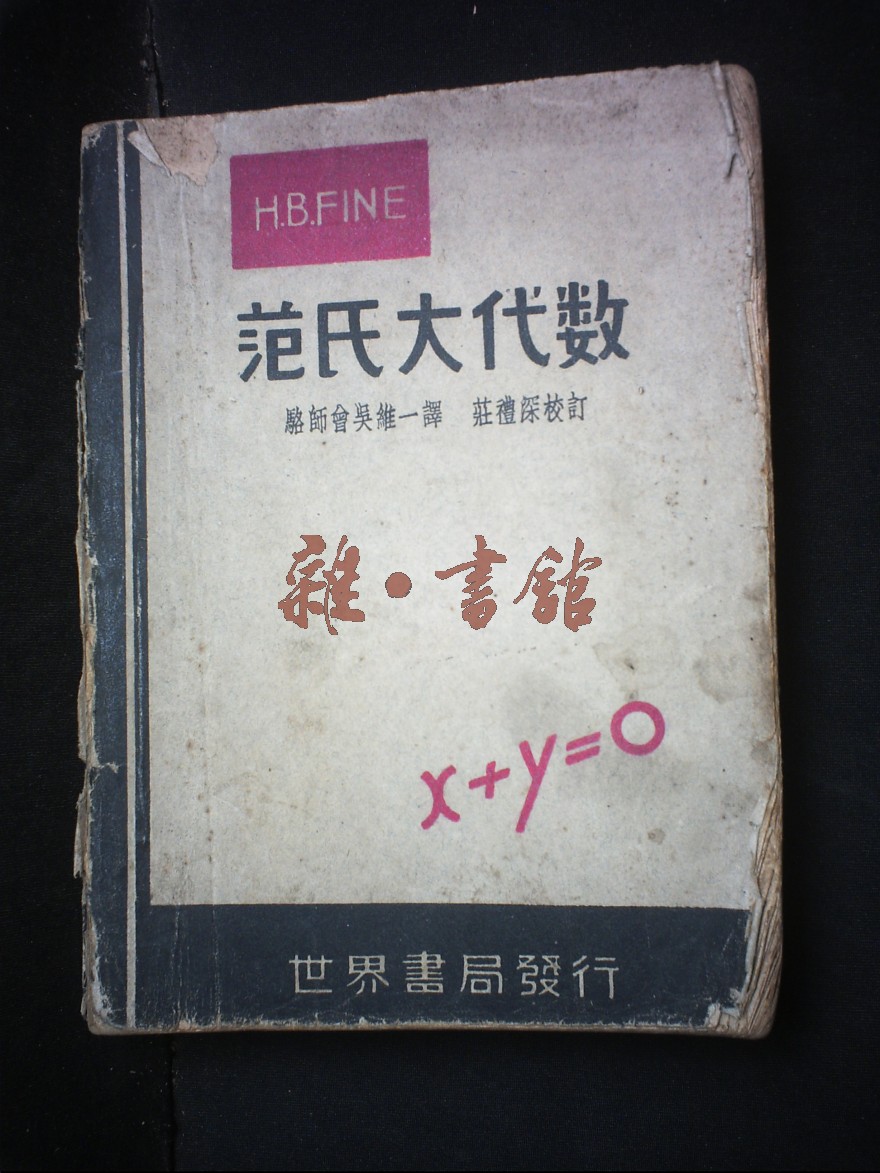 H.B.FINE
范氏大代数
駱師曾吳維一譯 莊禮深校訂
雜·書館
x+y=0
世界書局發行